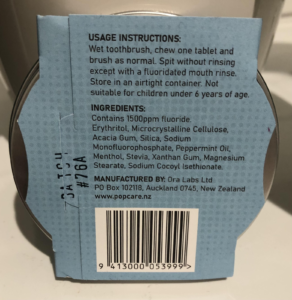 USAGE INSTRUCTIONS:
Wet toothbrush, chew one tablet and
brush as normal. Spit without rinsing
except with a fluoridated mouth rinse.
Store in an airtight container. Not
suitable for children under 6 years of age.
INGREDIENTS:
Contains 1500ppm fluoride.
Erythritol, Microcrystalline Cellulose,
Acacia Gum, Silica, Sodium
Monofluorophosphate, Peppermint Oil,
Menthol, Stevia, Xanthan Gum, Magnesium
Stearate, Sodium Cocoyl Isethionate.
MANUFACTURED BY: Ora Labs Ltd
PO Box 102118, Auckland 0745, New Zealand
www.popcare.nz
9 413000 053999 >
#76A